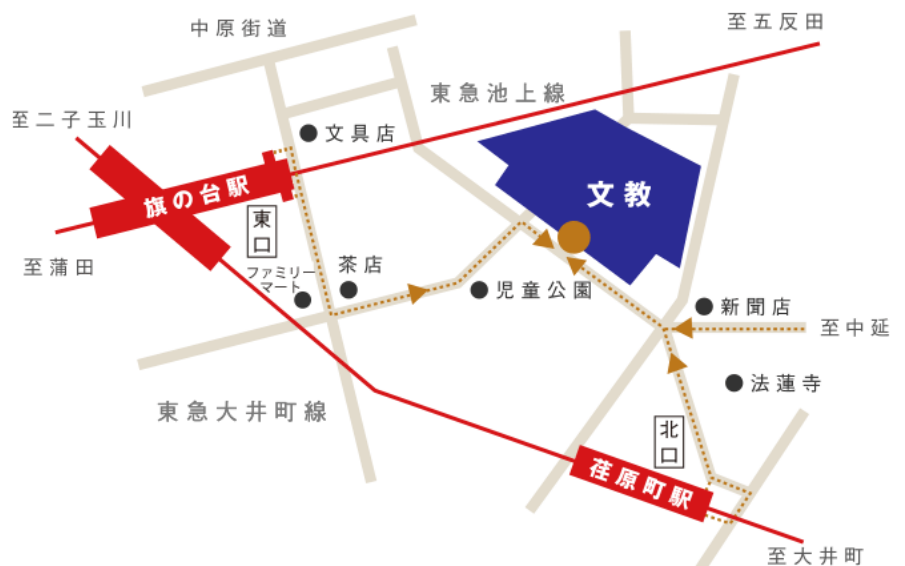 至五反田
中原街道
東急池上線
至二子玉川
文具店
旗の台駅
文教
東口
至蒲田
茶店
ファミリー
マート
児童公園
新聞店
至中延
法蓮寺
東急大井町線
北口
荏原町駅
至大井町